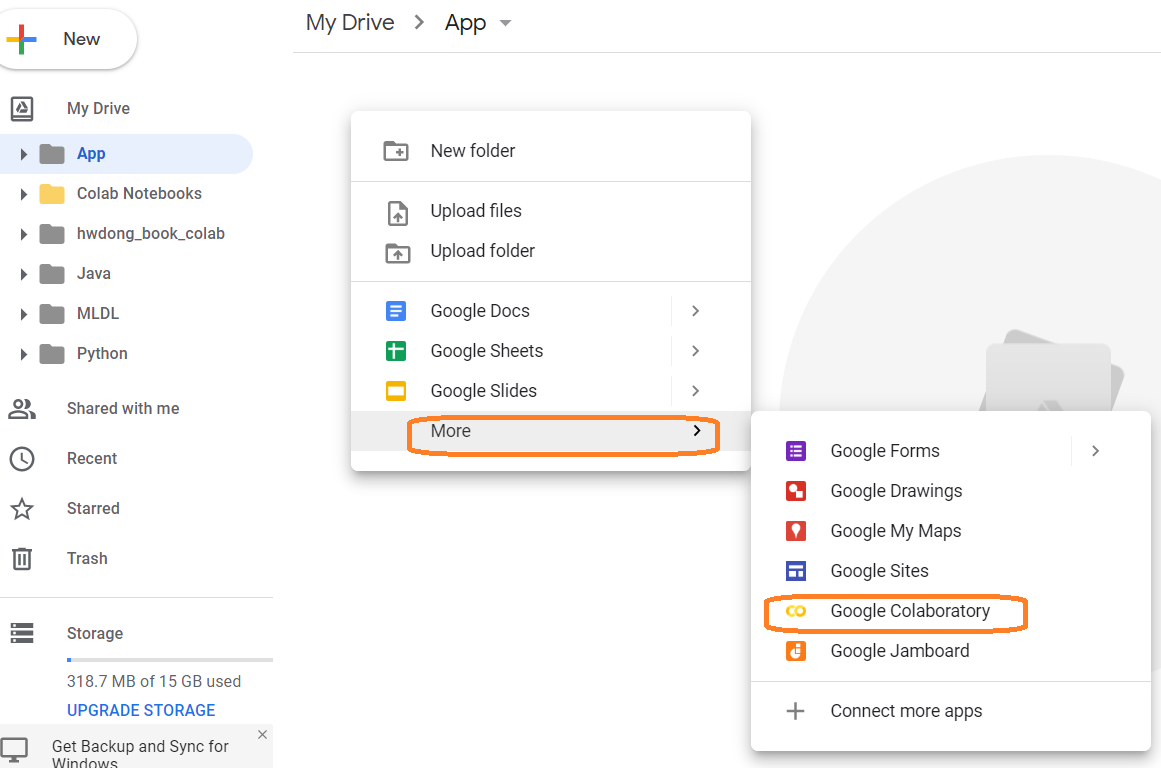 New
My Drive
App
Colab Notebooks
hwdong_book_colab
Java
MLDL
Python
Shared with me
Recent
Starred
Trash
Storage
318.7 MB of 15 GB used
UPGRADE STORAGE
Get Backup and Sync for
Windows
My Drive > App
New folder
Upload files
Upload folder
Google Docs
Google Sheets
Google Slides
More
Google Forms
Google Drawings
Google My Maps
Google Sites
Google Colaboratory
Google Jamboard
Connect more apps